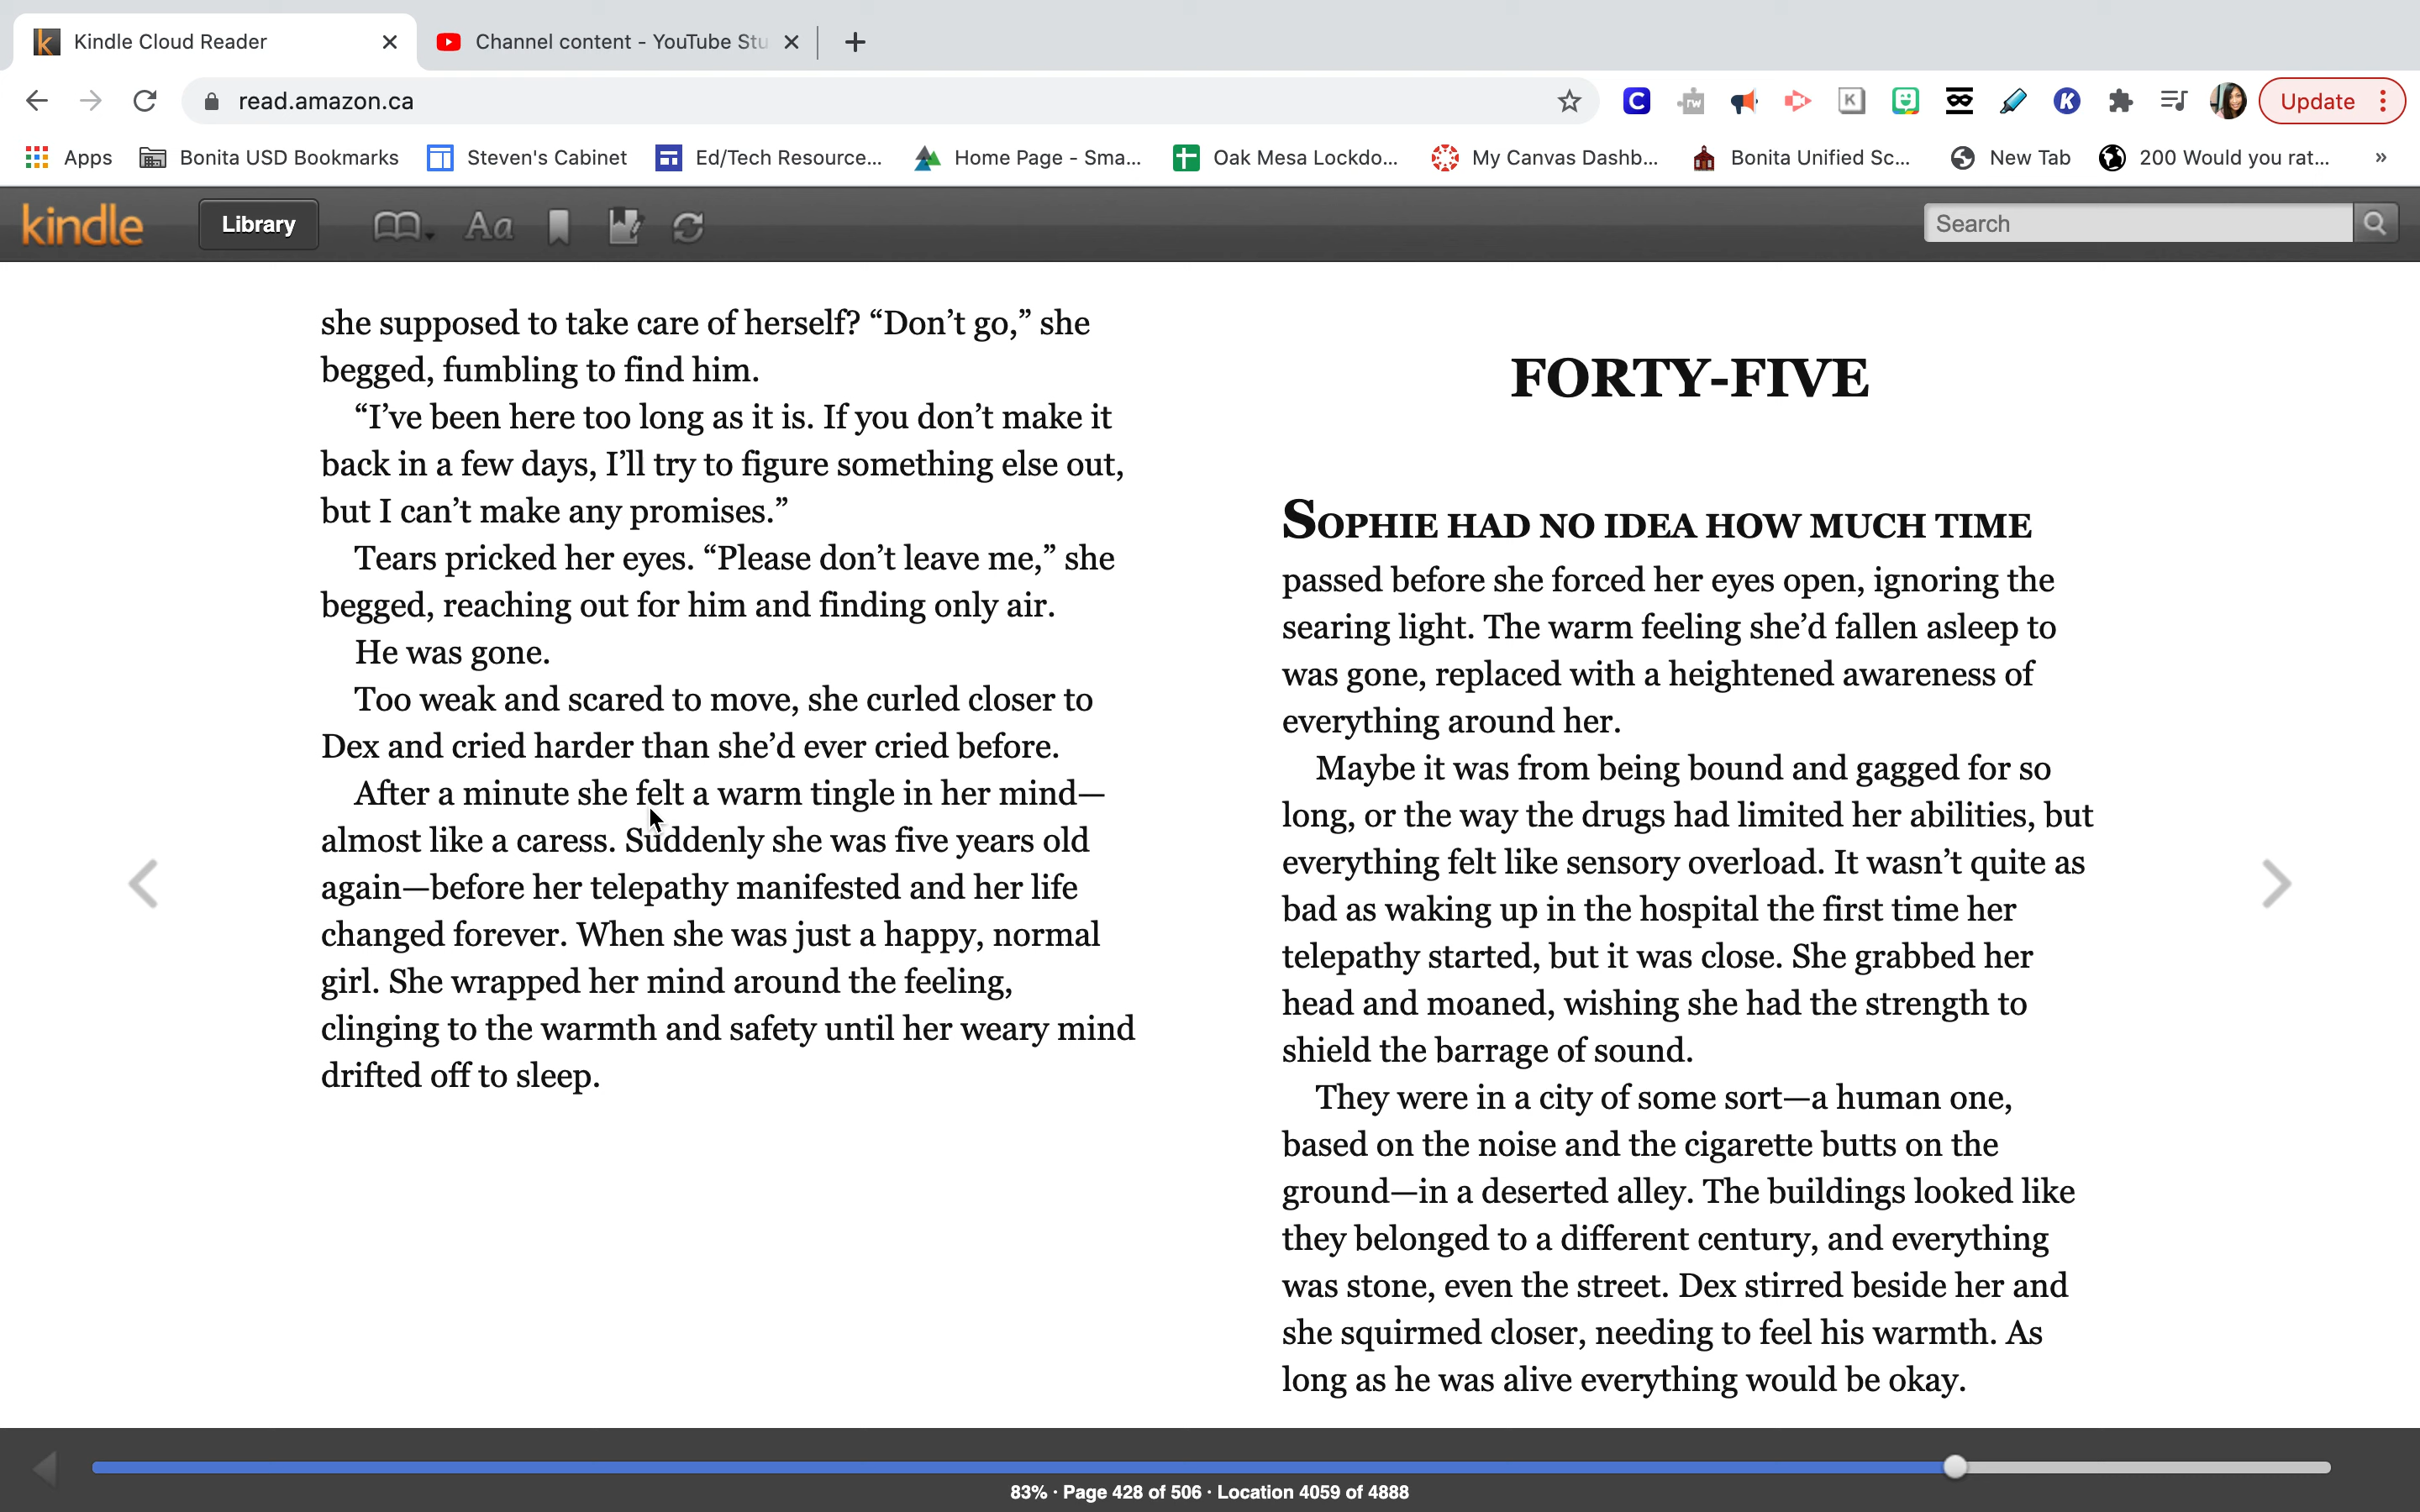 Kindle Cloud Reader
Channel content - YouTube Stu
read.amazon.ca
Update
Apps
Bonita USD Bookmarks
Steven's Cabinet
Ed/Tech Resource...
Home Page - Sma...
Oak Mesa Lockdo...
My Canvas Dashb...
Bonita Unified Sc...
New Tab
200 Would you rat...
»
kindle
Library
Aa
Search
she supposed to take care of herself? “Don’t go,” she
begged, fumbling to find him.
“I’ve been here too long as it is. If you don’t make it
back in a few days, I’ll try to figure something else out,
but I can’t make any promises.”
Tears pricked her eyes. “Please don’t leave me,” she
begged, reaching out for him and finding only air.
He was gone.
Too weak and scared to move, she curled closer to
Dex and cried harder than she’d ever cried before.
After a minute she felt a warm tingle in her mind—
almost like a caress. Suddenly she was five years old
again—before her telepathy manifested and her life
changed forever. When she was just a happy, normal
girl. She wrapped her mind around the feeling,
clinging to the warmth and safety until her weary mind
drifted off to sleep.
FORTY-FIVE
SOPHIE HAD NO IDEA HOW MUCH TIME
passed before she forced her eyes open, ignoring the
searing light. The warm feeling she’d fallen asleep to
was gone, replaced with a heightened awareness of
everything around her.
Maybe it was from being bound and gagged for so
long, or the way the drugs had limited her abilities, but
everything felt like sensory overload. It wasn’t quite as
bad as waking up in the hospital the first time her
telepathy started, but it was close. She grabbed her
head and moaned, wishing she had the strength to
shield the barrage of sound.
They were in a city of some sort—a human one,
based on the noise and the cigarette butts on the
ground—in a deserted alley. The buildings looked like
they belonged to a different century, and everything
was stone, even the street. Dex stirred beside her and
she squirmed closer, needing to feel his warmth. As
long as he was alive everything would be okay.
83% · Page 428 of 506 · Location 4059 of 4888